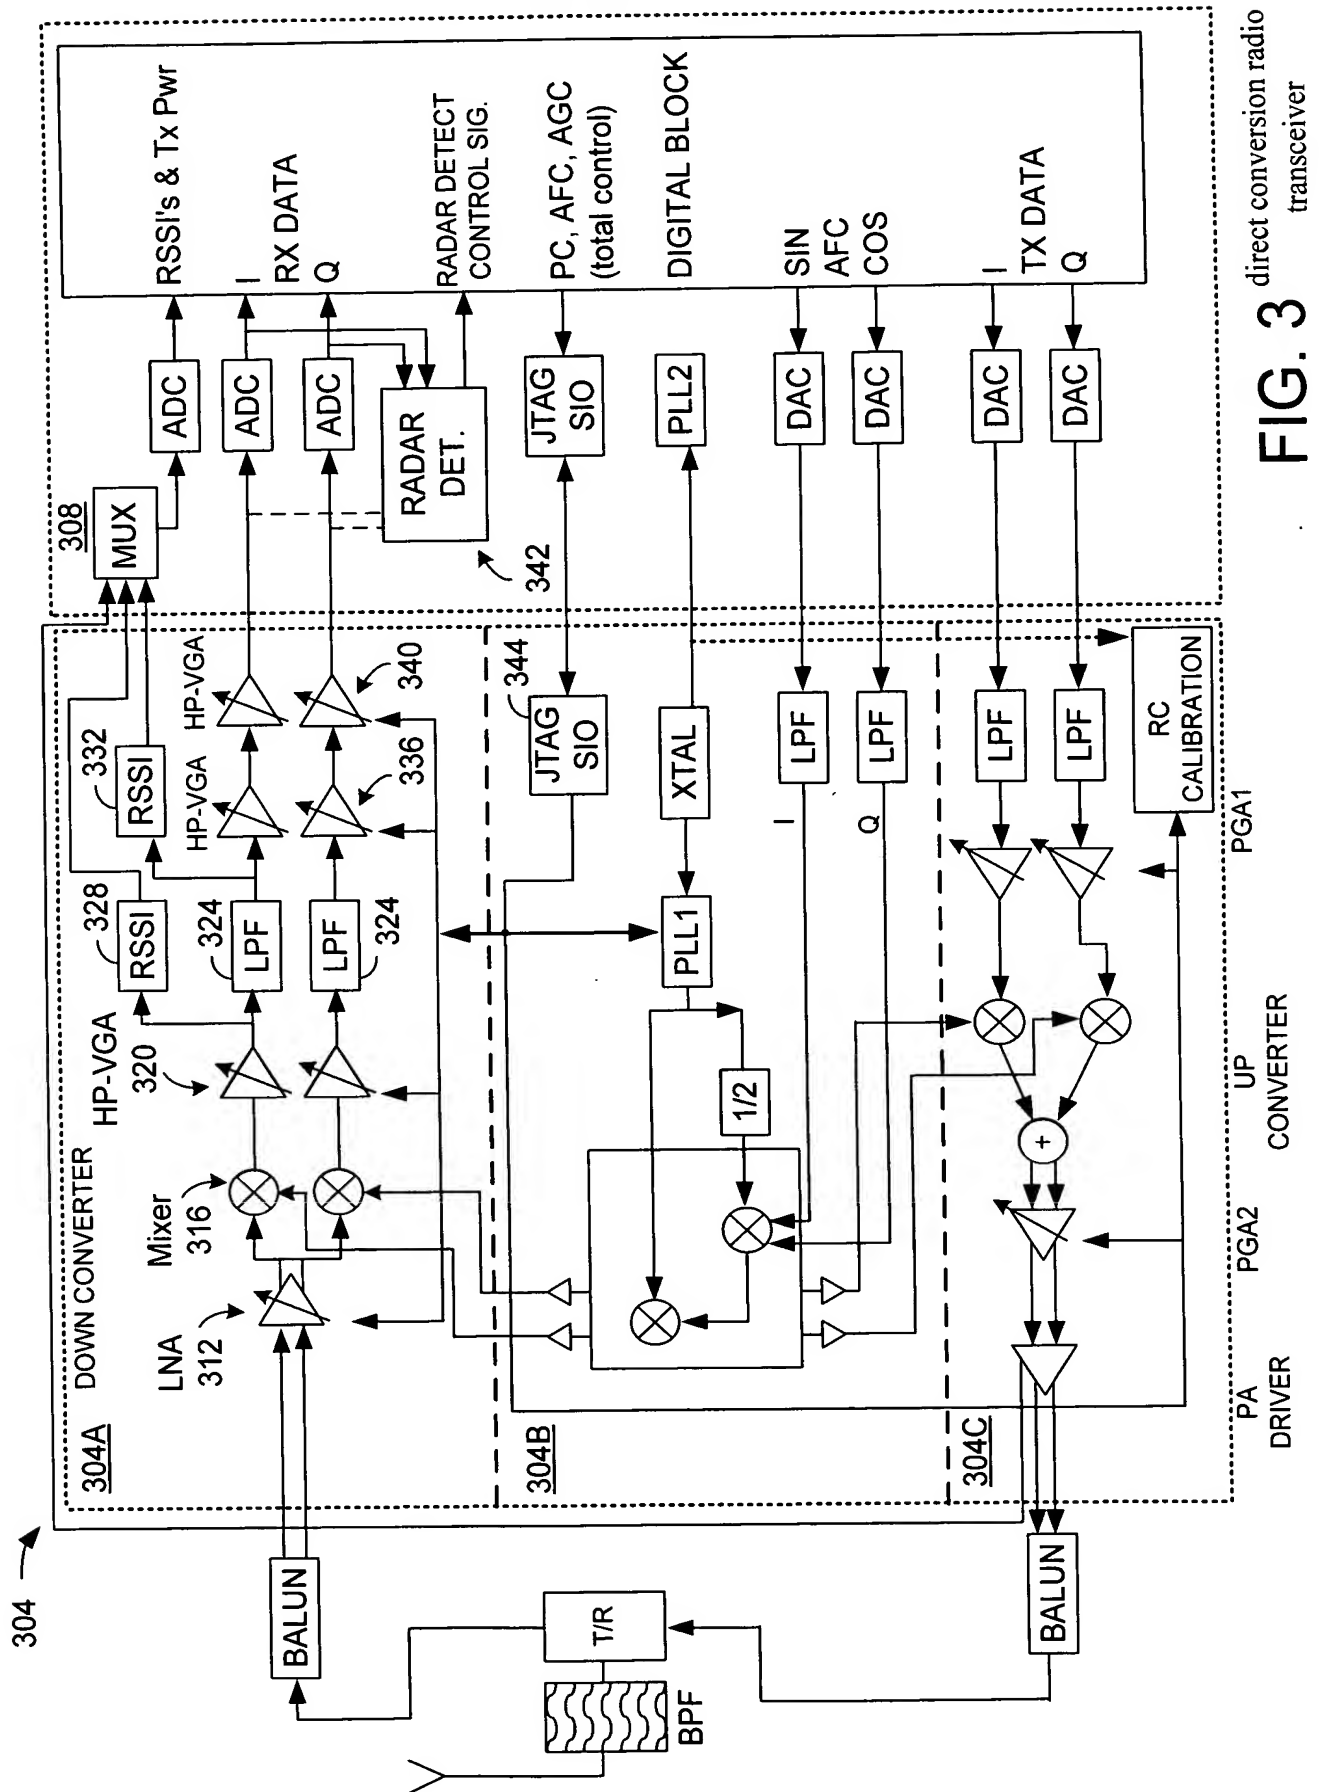 304
304A
DOWN CONVERTER
LNA
312
Mixer
316
HP-VGA
320
RSSI
328
LPF
324
LPF
324
RSSI
332
HP-VGA
HP-VGA
336
340
308
MUX
ADC
RSSI's & Tx Pwr
ADC
I
RX DATA
ADC
Q
RADAR
DET.
342
RADAR DETECT
CONTROL SIG.
BALUN
304B
344
JTAG
SIO
JTAG
SIO
PC, AFC, AGC
(total control)
XTAL
PLL1
PLL2
DIGITAL BLOCK
1/2
I
LPF
DAC
SIN
AFC
Q
LPF
DAC
COS
T/R
BPF
304C
LPF
DAC
I
TX DATA
LPF
DAC
Q
+
RC
CALIBRATION
BALUN
PA
DRIVER
PGA2
UP
CONVERTER
PGA1
FIG. 3
direct conversion radio
transceiver